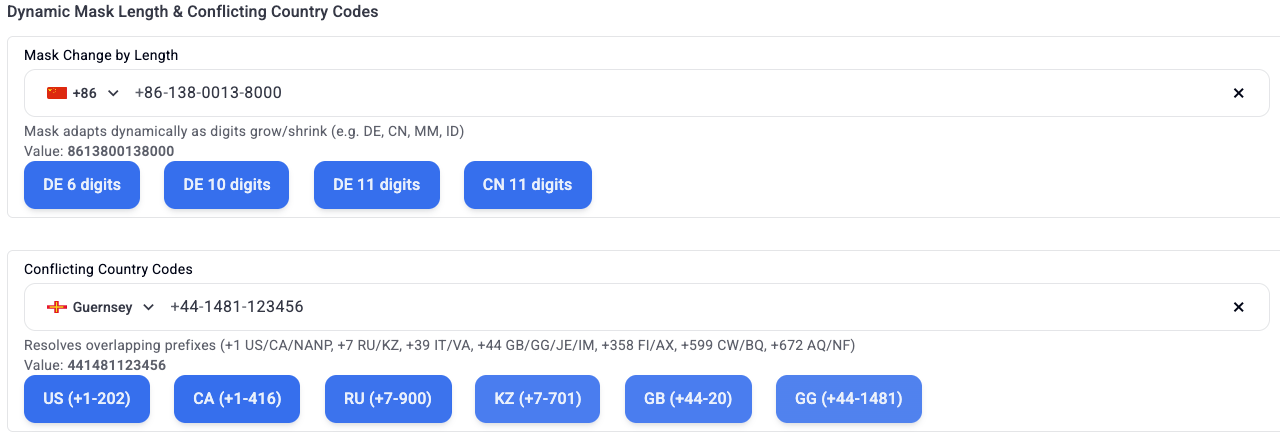 Dynamic Mask Length & Conflicting Country Codes
Mask Change by Length
+86 +86-138-0013-8000
Mask adapts dynamically as digits grow/shrink (e.g. DE, CN, MM, ID)
Value: 8613800138000
DE 6 digits DE 10 digits DE 11 digits CN 11 digits
Conflicting Country Codes
Guernsey +44-1481-123456
Resolves overlapping prefixes (+1 US/CA/NANP, +7 RU/KZ, +39 IT/VA, +44 GB/GG/JE/IM, +358 FI/AX, +599 CW/BQ, +672 AQ/NF)
Value: 441481123456
US (+1-202) CA (+1-416) RU (+7-900) KZ (+7-701) GB (+44-20) GG (+44-1481)